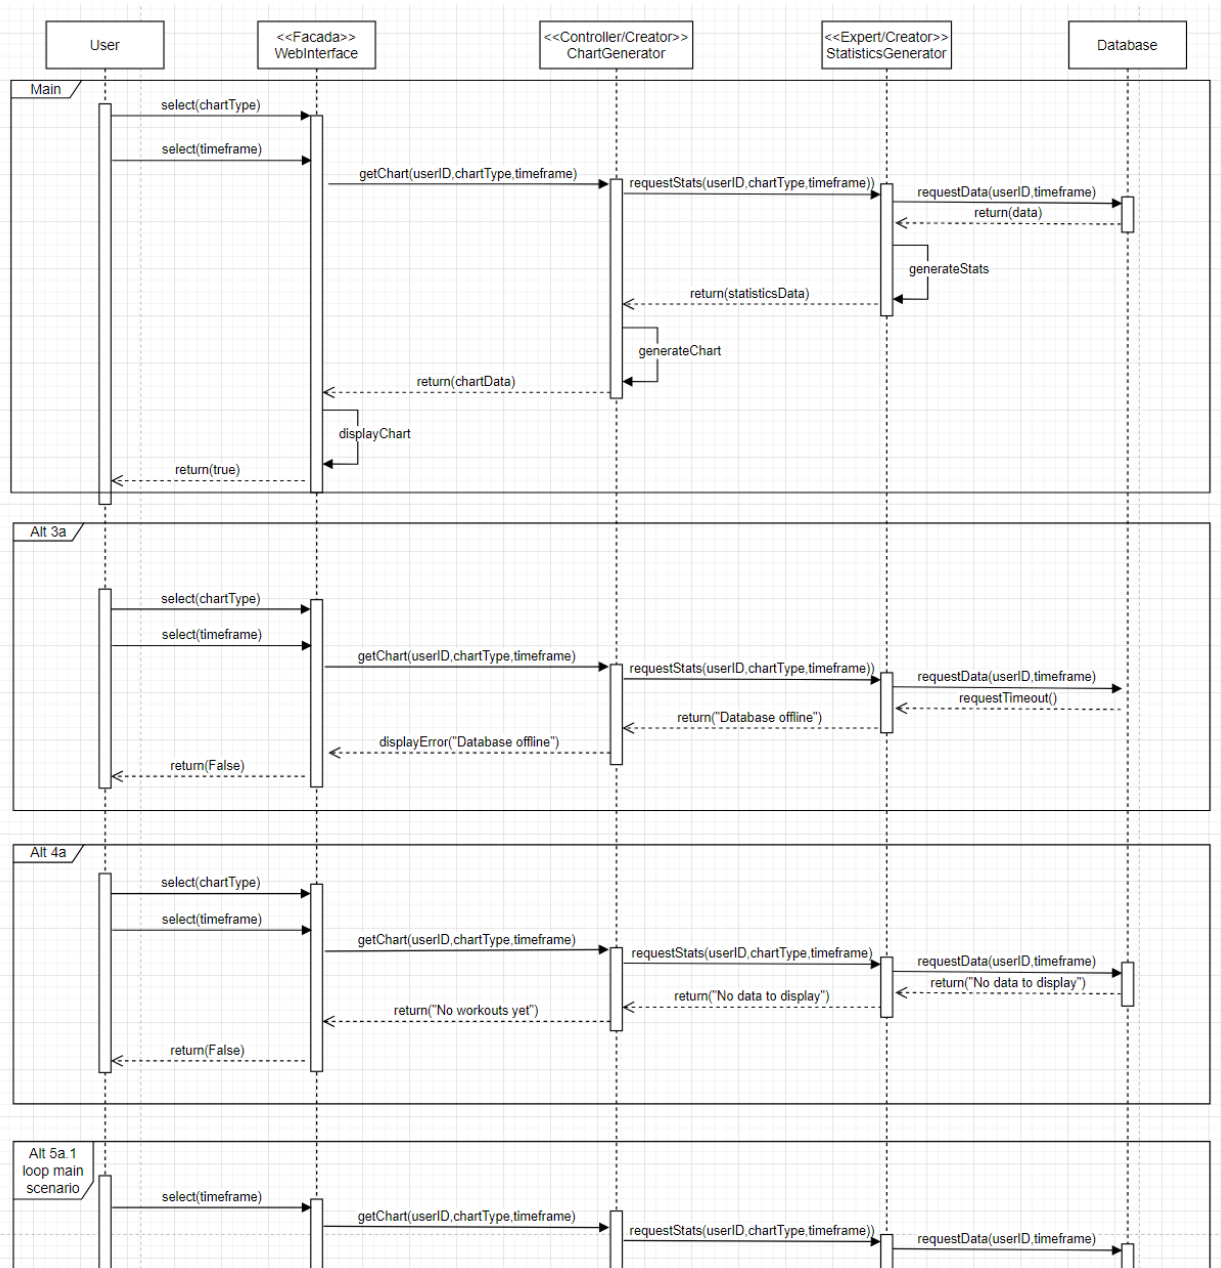 User
<<Facada>>
WebInterface
<<Controller/Creator>>
ChartGenerator
<<Expert/Creator>>
StatisticsGenerator
Database
Main
select(chartType)
select(timeframe)
getChart(userID,chartType,timeframe)
requestStats(userID,chartType,timeframe))
requestData(userID,timeframe)
return(data)
generateStats
return(statisticsData)
generateChart
return(chartData)
displayChart
return(true)
Alt 3a
select(chartType)
select(timeframe)
getChart(userID,chartType,timeframe)
requestStats(userID,chartType,timeframe))
requestData(userID,timeframe)
requestTimeout()
return("Database offline")
displayError("Database offline")
return(False)
Alt 4a
select(chartType)
select(timeframe)
getChart(userID,chartType,timeframe)
requestStats(userID,chartType,timeframe)
requestData(userID,timeframe)
return("No data to display")
return("No data to display")
return("No workouts yet")
return(False)
Alt 5a.1
loop main
scenario
select(timeframe)
getChart(userID,chartType,timeframe)
requestStats(userID,chartType,timeframe))
requestData(userID,timeframe)